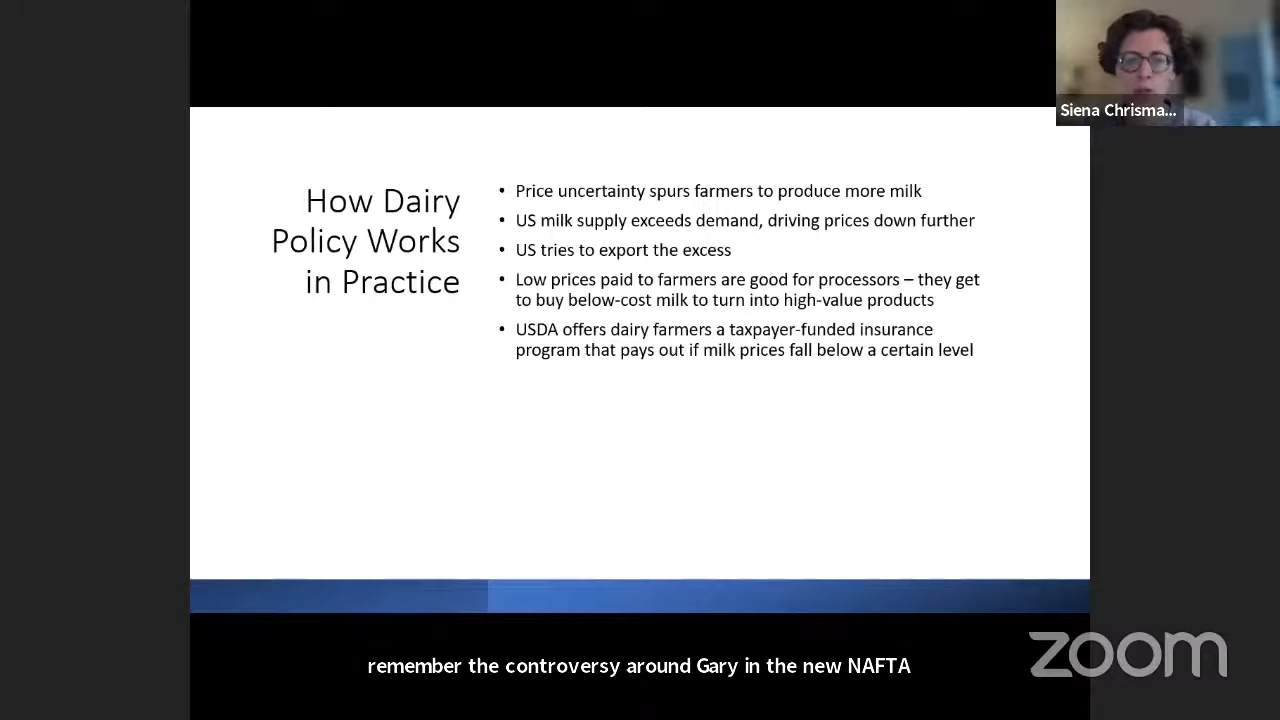 Siena Chrisma...
How Dairy
Policy Works
in Practice
• Price uncertainty spurs farmers to produce more milk
• US milk supply exceeds demand, driving prices down further
• US tries to export the excess
• Low prices paid to farmers are good for processors – they get
to buy below-cost milk to turn into high-value products
• USDA offers dairy farmers a taxpayer-funded insurance
program that pays out if milk prices fall below a certain level
remember the controversy around Gary in the new NAFTA
zoom